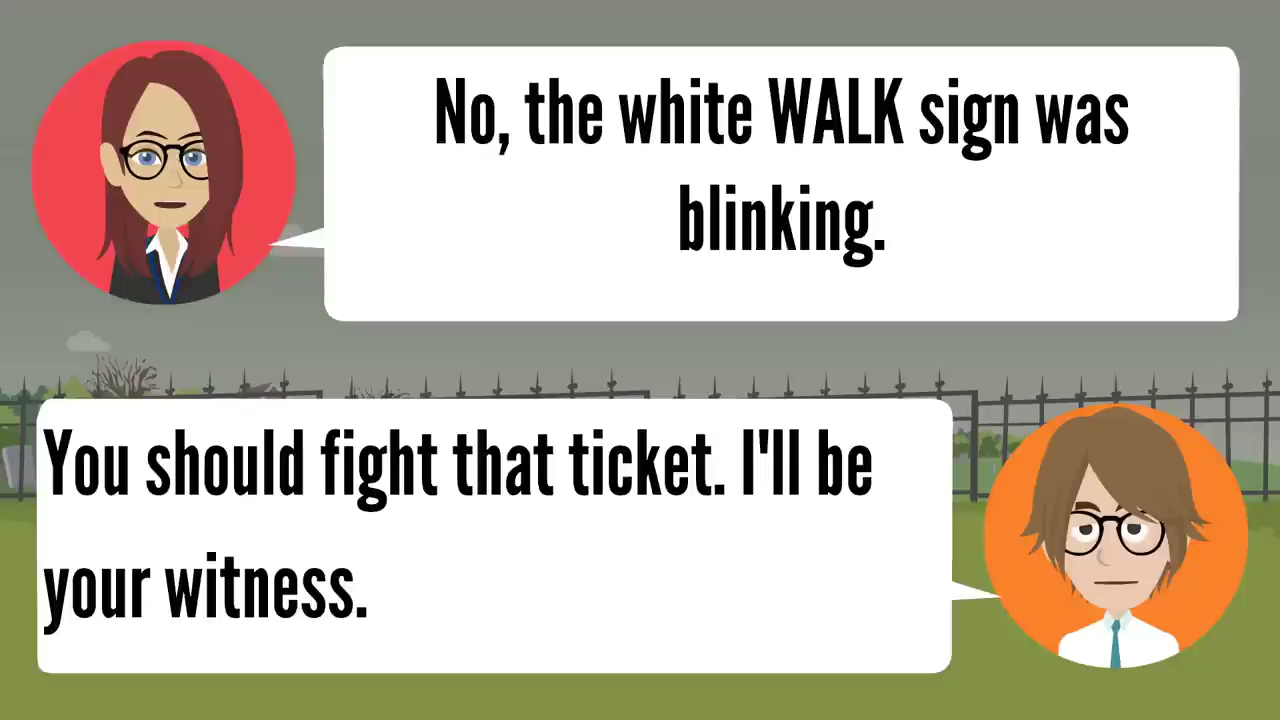 No, the white WALK sign was
blinking.
You should fight that ticket. I'll be
your witness.